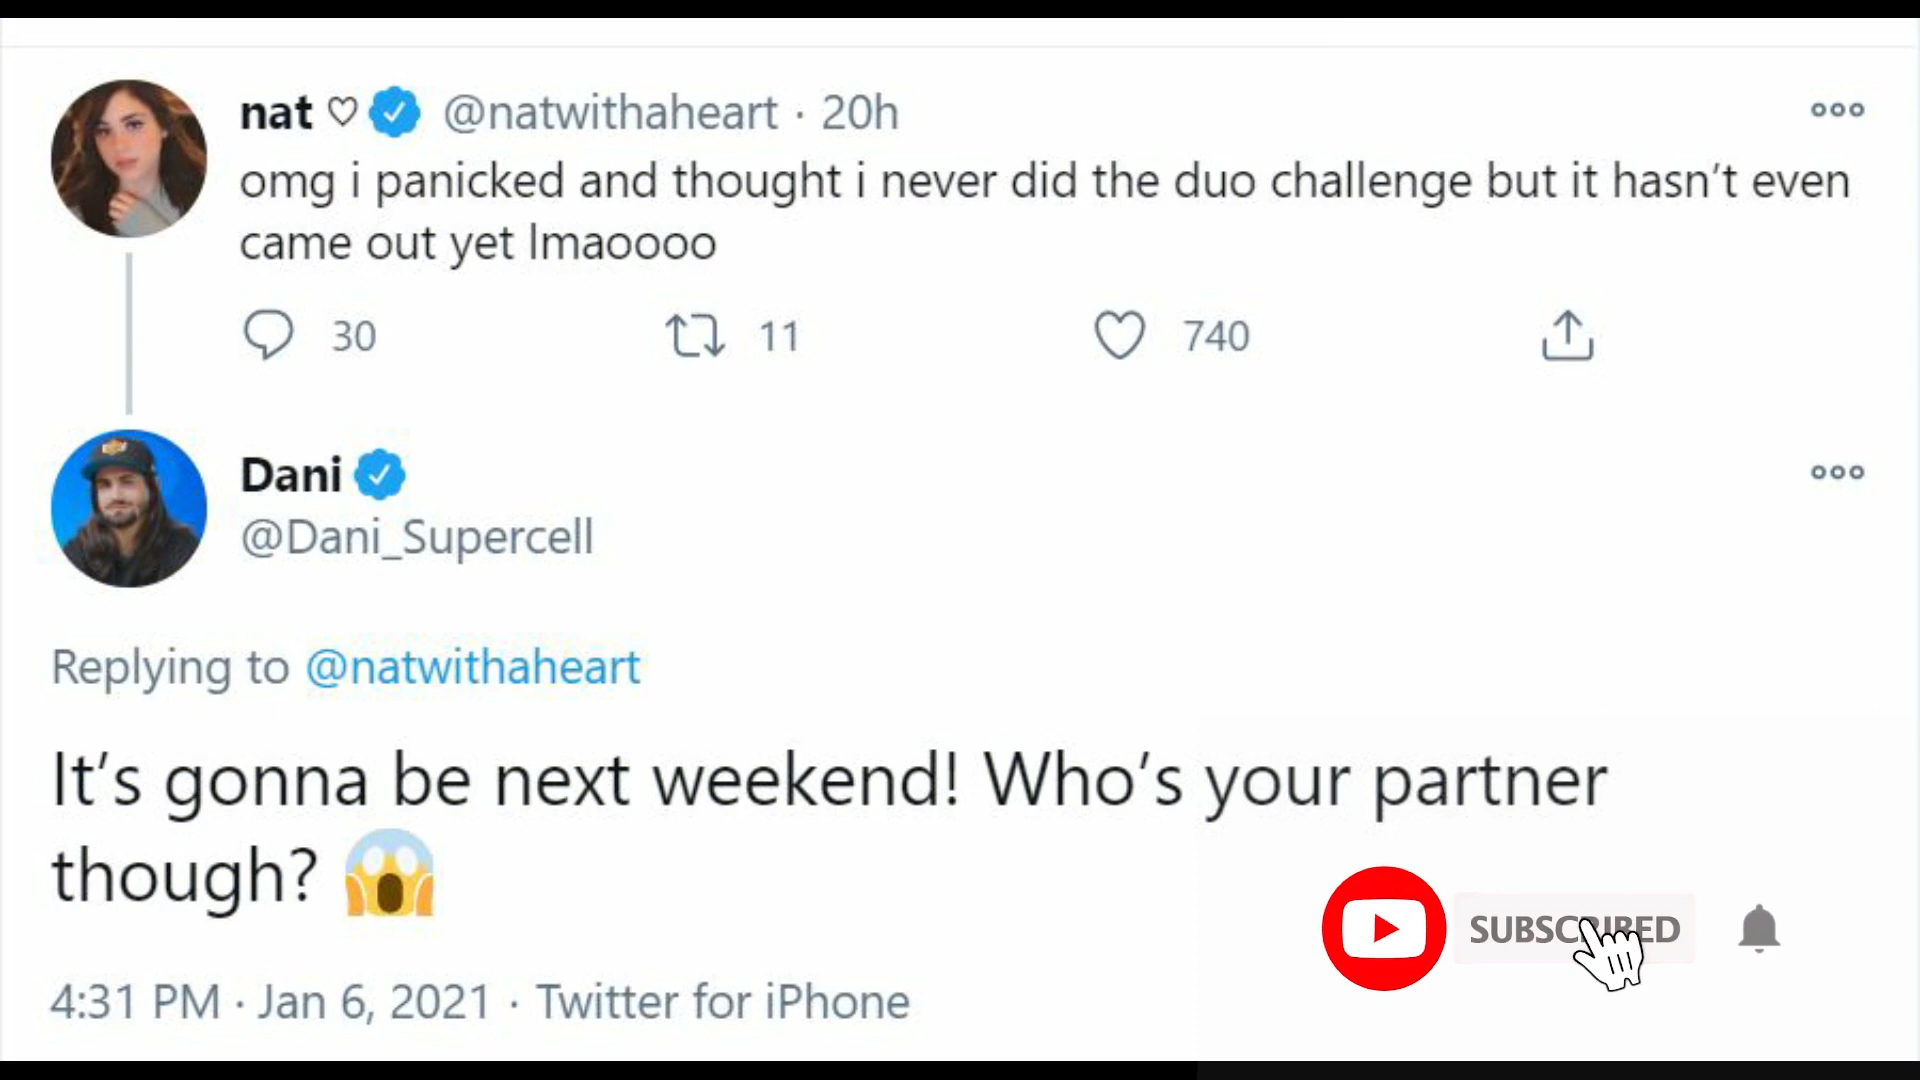 nat ♡ @natwithaheart · 20h
omg i panicked and thought i never did the duo challenge but it hasn't even
came out yet lmaoooo
30 11 740
Dani
@Dani_Supercell
Replying to @natwithaheart
It's gonna be next weekend! Who's your partner
though? 😱
SUBSCRIBED
4:31 PM · Jan 6, 2021 · Twitter for iPhone